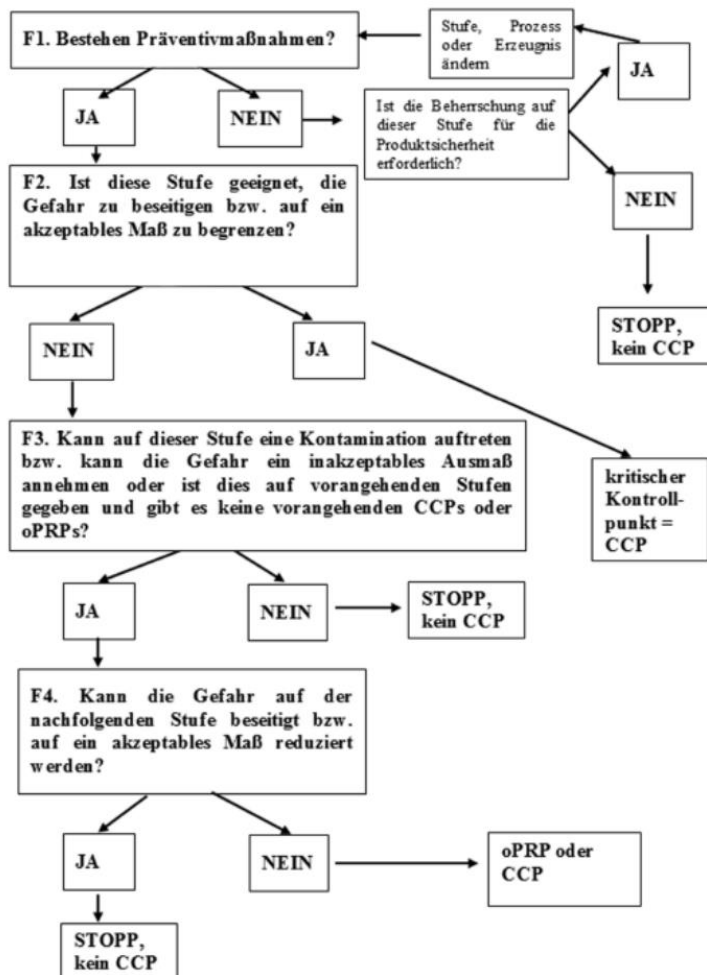 F1. Bestehen Präventivmaßnahmen?
Stufe, Prozess
oder Erzeugnis
ändern
JA
JA
NEIN
Ist die Beherrschung auf
dieser Stufe für die
Produktsicherheit
erforderlich?
NEIN
F2. Ist diese Stufe geeignet, die
Gefahr zu beseitigen bzw. auf ein
akzeptables Maß zu begrenzen?
STOPP,
kein CCP
NEIN
JA
F3. Kann auf dieser Stufe eine Kontamination auftreten
bzw. kann die Gefahr ein inakzeptables Ausmaß
annehmen oder ist dies auf vorangehenden Stufen
gegeben und gibt es keine vorangehenden CCPs oder
oPRPs?
kritischer
Kontroll-
punkt =
CCP
JA
NEIN
STOPP,
kein CCP
F4. Kann die Gefahr auf der
nachfolgenden Stufe beseitigt bzw.
auf ein akzeptables Maß reduziert
werden?
JA
NEIN
oPRP oder
CCP
STOPP,
kein CCP